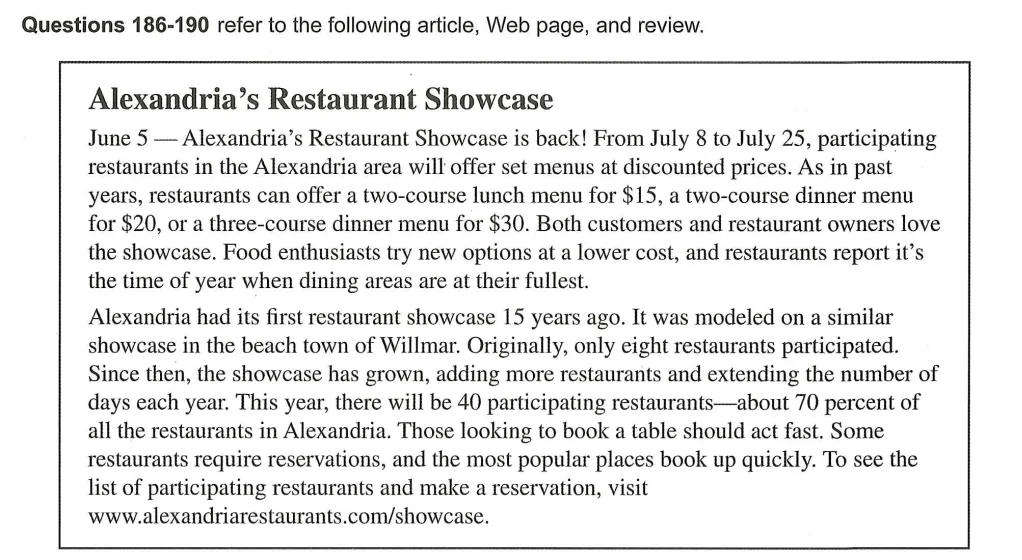 Questions 186-190 refer to the following article, Web page, and review.
Alexandria's Restaurant Showcase
June 5 — Alexandria's Restaurant Showcase is back! From July 8 to July 25, participating
restaurants in the Alexandria area will offer set menus at discounted prices. As in past
years, restaurants can offer a two-course lunch menu for $15, a two-course dinner menu
for $20, or a three-course dinner menu for $30. Both customers and restaurant owners love
the showcase. Food enthusiasts try new options at a lower cost, and restaurants report it's
the time of year when dining areas are at their fullest.
Alexandria had its first restaurant showcase 15 years ago. It was modeled on a similar
showcase in the beach town of Willmar. Originally, only eight restaurants participated.
Since then, the showcase has grown, adding more restaurants and extending the number of
days each year. This year, there will be 40 participating restaurants—about 70 percent of
all the restaurants in Alexandria. Those looking to book a table should act fast. Some
restaurants require reservations, and the most popular places book up quickly. To see the
list of participating restaurants and make a reservation, visit
www.alexandriarestaurants.com/showcase.